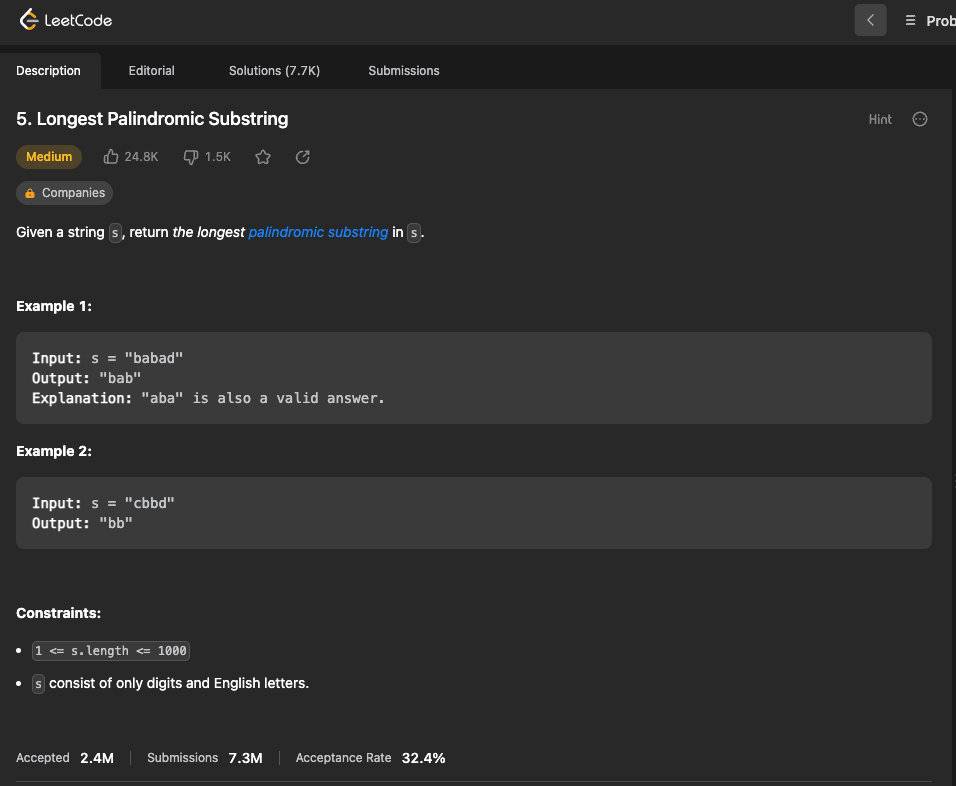 LeetCode
Prob
Description Editorial Solutions (7.7K) Submissions
5. Longest Palindromic Substring Hint
Medium 24.8K 1.5K
Companies
Given a string s, return the longest palindromic substring in s.
Example 1:
Input: s = "babad"
Output: "bab"
Explanation: "aba" is also a valid answer.
Example 2:
Input: s = "cbbd"
Output: "bb"
Constraints:
• 1 <= s.length <= 1000
• s consist of only digits and English letters.
Accepted 2.4M Submissions 7.3M Acceptance Rate 32.4%